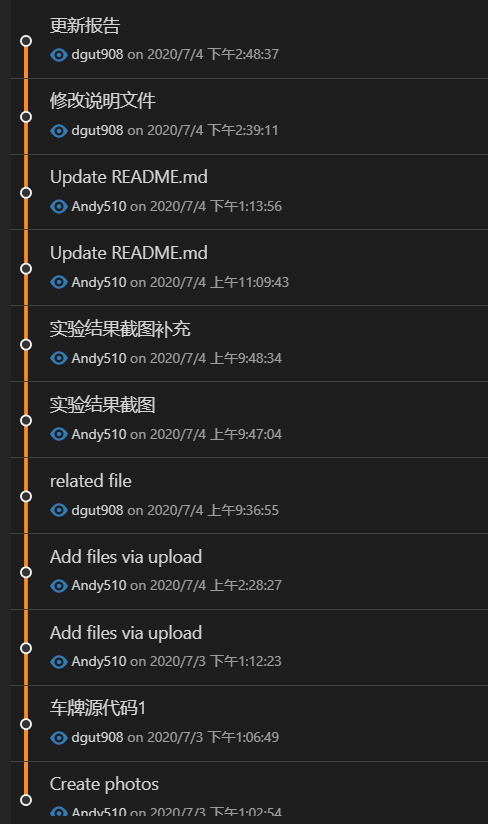 更新报告
dgut908 on 2020/7/4 下午2:48:37
修改说明文件
dgut908 on 2020/7/4 下午2:39:11
Update README.md
Andy510 on 2020/7/4 下午1:13:56
Update README.md
Andy510 on 2020/7/4 上午11:09:43
实验结果截图补充
Andy510 on 2020/7/4 上午9:48:34
实验结果截图
Andy510 on 2020/7/4 上午9:47:04
related file
dgut908 on 2020/7/4 上午9:36:55
Add files via upload
Andy510 on 2020/7/4 上午2:28:27
Add files via upload
Andy510 on 2020/7/3 下午1:12:23
车牌源代码1
dgut908 on 2020/7/3 下午1:06:49
Create photos
Andy510 on 2020/7/3 下午1:02:54